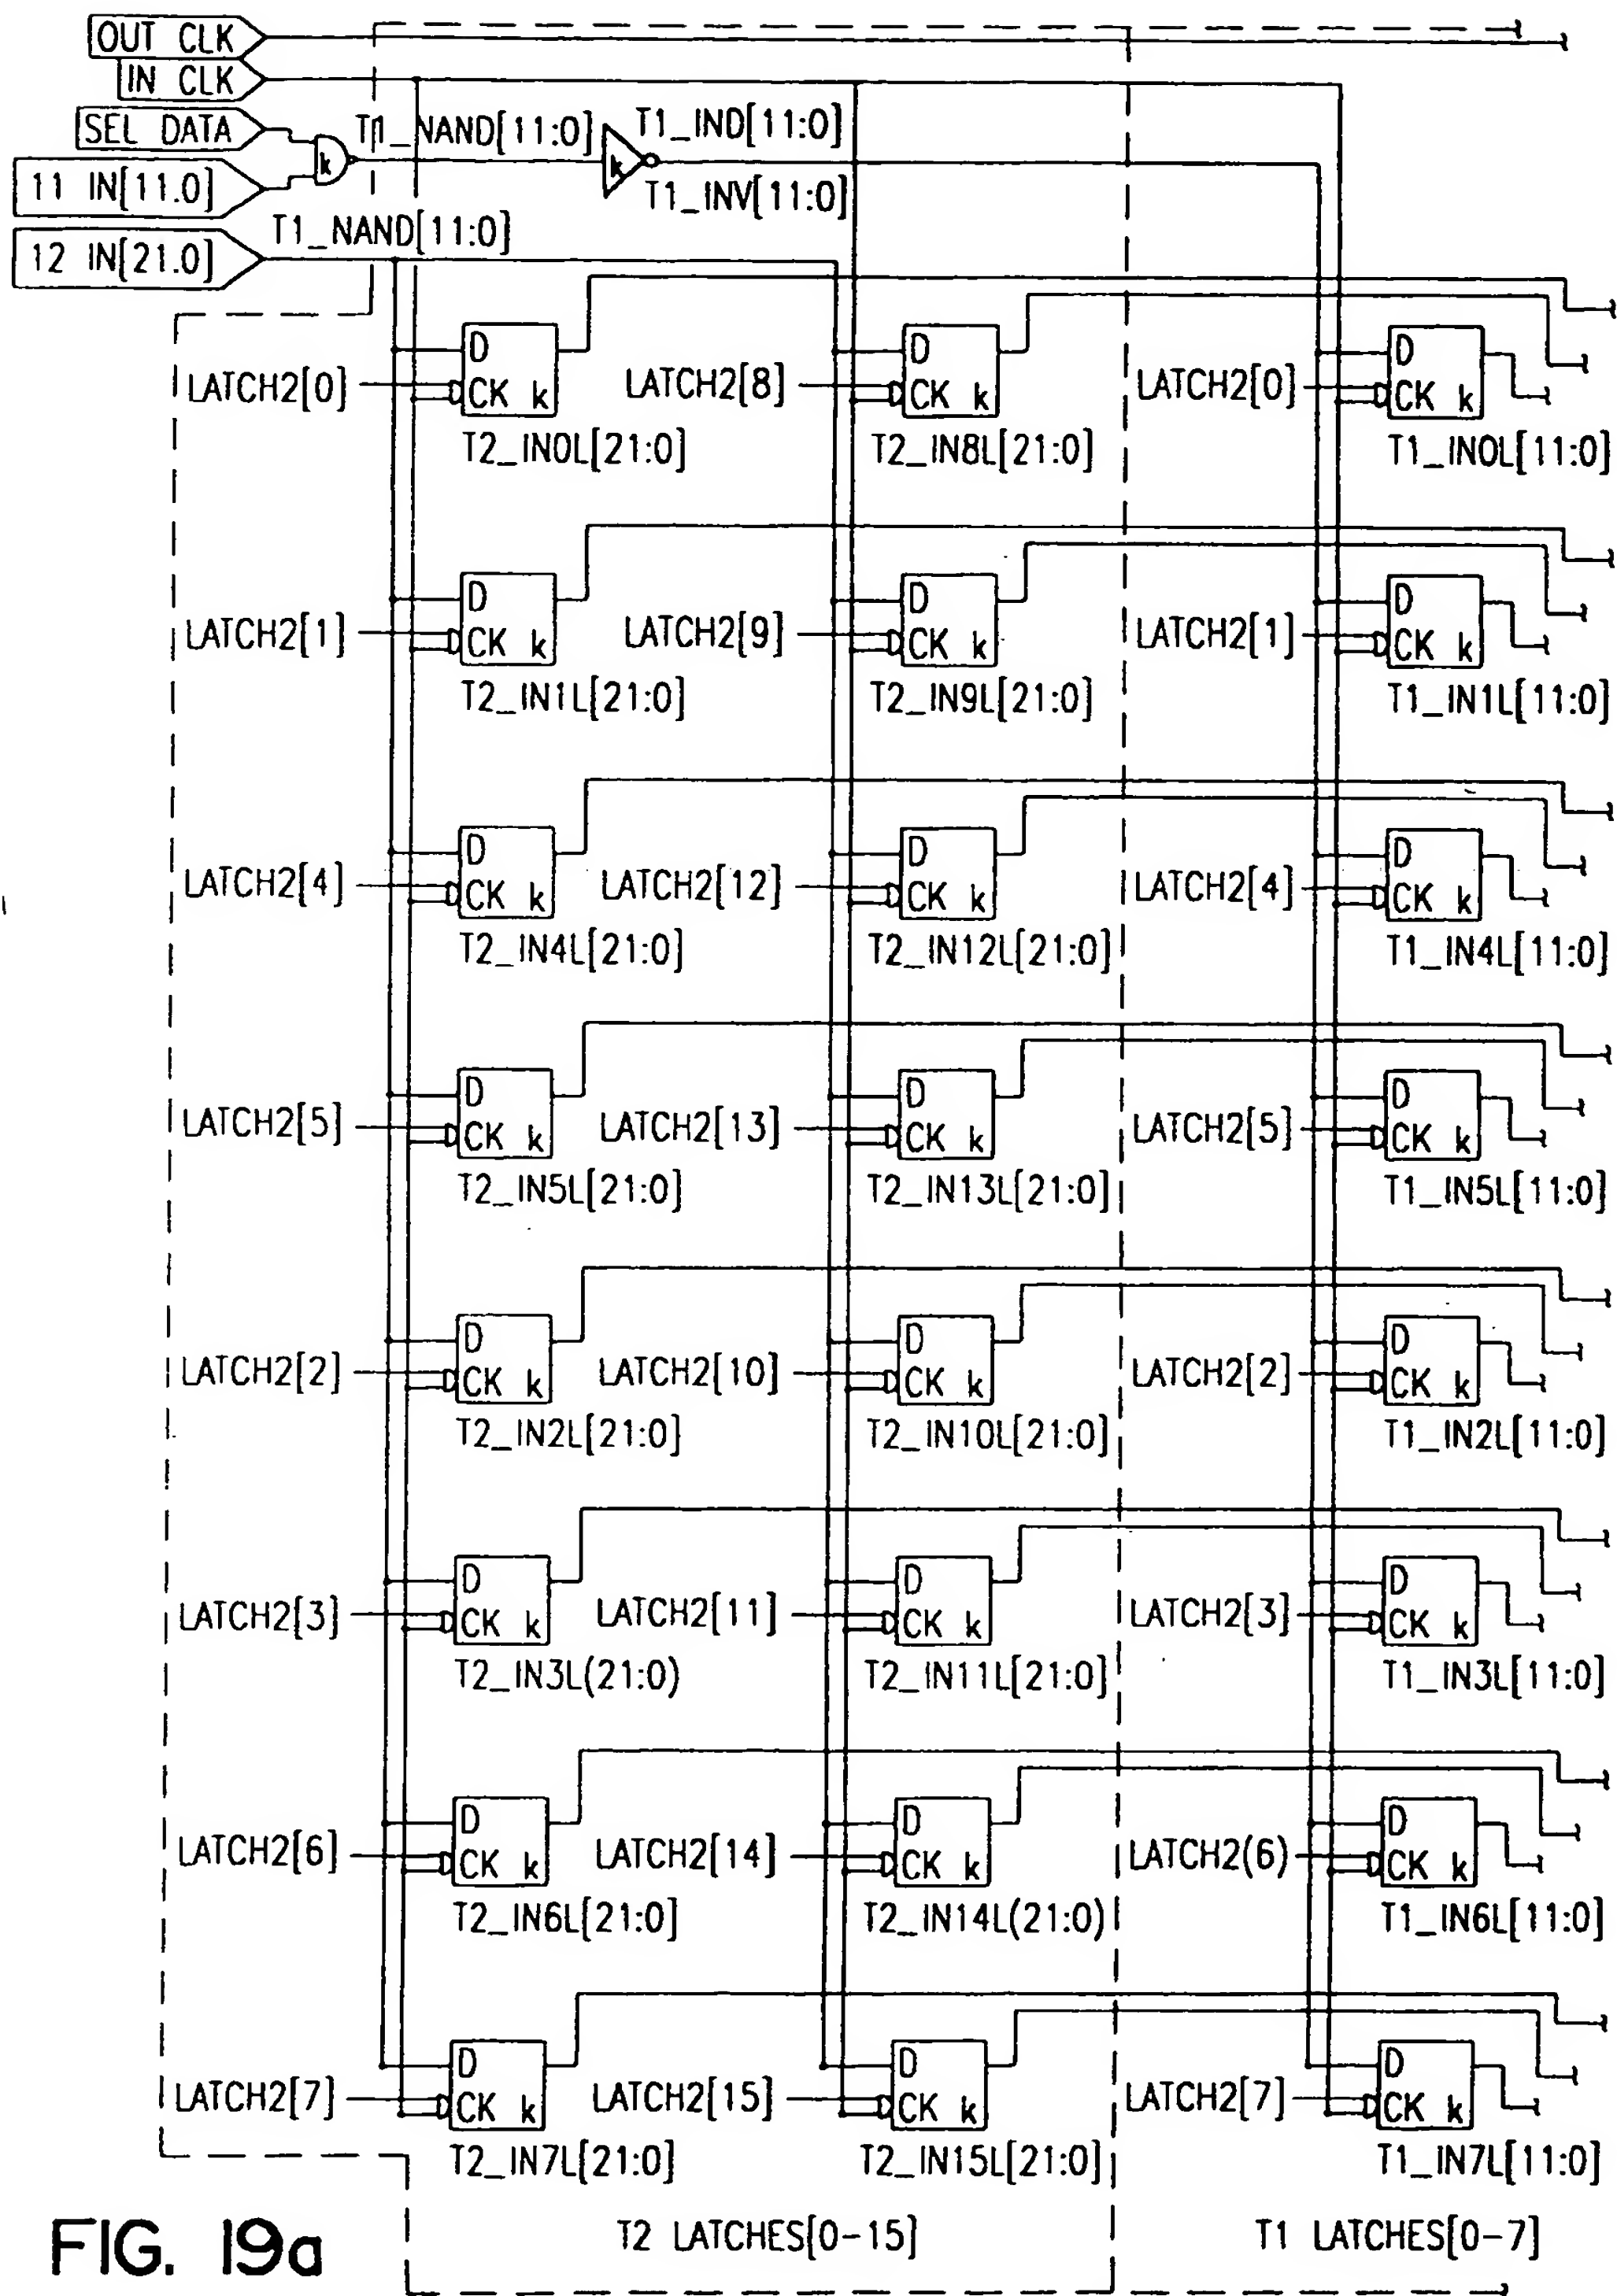 OUT CLK
IN CLK
SEL DATA
T1_NAND[11:0]
T1_IND[11:0]
k
k
11 IN[11.0]
T1_INV[11:0]
T1_NAND[11:0]
12 IN[21.0]
D
D
D
LATCH2[0]
CK k
LATCH2[8]
CK k
LATCH2[0]
CK k
T2_IN0L[21:0]
T2_IN8L[21:0]
T1_IN0L[11:0]
D
D
D
LATCH2[1]
CK k
LATCH2[9]
CK k
LATCH2[1]
CK k
T2_IN1L[21:0]
T2_IN9L[21:0]
T1_IN1L[11:0]
D
D
D
LATCH2[4]
CK k
LATCH2[12]
CK k
LATCH2[4]
CK k
T2_IN4L[21:0]
T2_IN12L[21:0]
T1_IN4L[11:0]
D
D
D
LATCH2[5]
CK k
LATCH2[13]
CK k
LATCH2[5]
CK k
T2_IN5L[21:0]
T2_IN13L[21:0]
T1_IN5L[11:0]
D
D
D
LATCH2[2]
CK k
LATCH2[10]
CK k
LATCH2[2]
CK k
T2_IN2L[21:0]
T2_IN10L[21:0]
T1_IN2L[11:0]
D
D
D
LATCH2[3]
CK k
LATCH2[11]
CK k
LATCH2[3]
CK k
T2_IN3L(21:0)
T2_IN11L[21:0]
T1_IN3L[11:0]
D
D
D
LATCH2[6]
CK k
LATCH2[14]
CK k
LATCH2(6)
CK k
T2_IN6L[21:0]
T2_IN14L(21:0)
T1_IN6L[11:0]
D
D
D
LATCH2[7]
CK k
LATCH2[15]
CK k
LATCH2[7]
CK k
T2_IN7L[21:0]
T2_IN15L[21:0]
T1_IN7L[11:0]
T2 LATCHES[0-15]
T1 LATCHES[0-7]
FIG. 19a